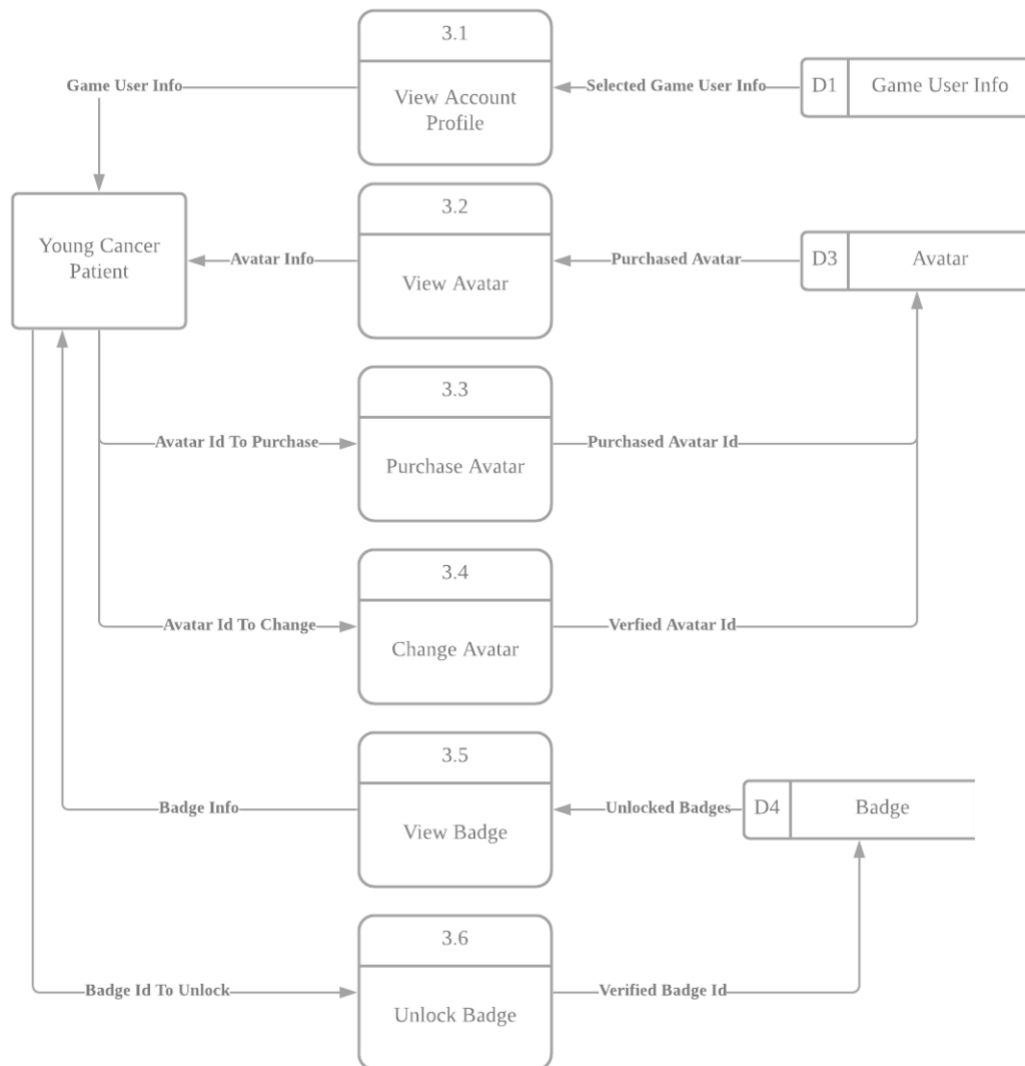 3.1
Game User Info
View Account
Profile
Selected Game User Info
D1
Game User Info
3.2
Young Cancer
Patient
Avatar Info
View Avatar
Purchased Avatar
D3
Avatar
3.3
Avatar Id To Purchase
Purchase Avatar
Purchased Avatar Id
3.4
Avatar Id To Change
Change Avatar
Verfied Avatar Id
3.5
Badge Info
View Badge
Unlocked Badges
D4
Badge
3.6
Badge Id To Unlock
Unlock Badge
Verified Badge Id